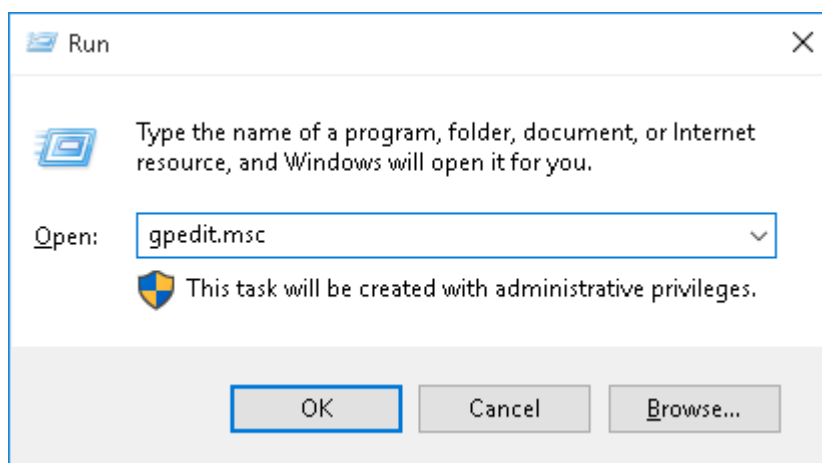 Run
Type the name of a program, folder, document, or Internet
resource, and Windows will open it for you.
Open: gpedit.msc
This task will be created with administrative privileges.
OK Cancel Browse...